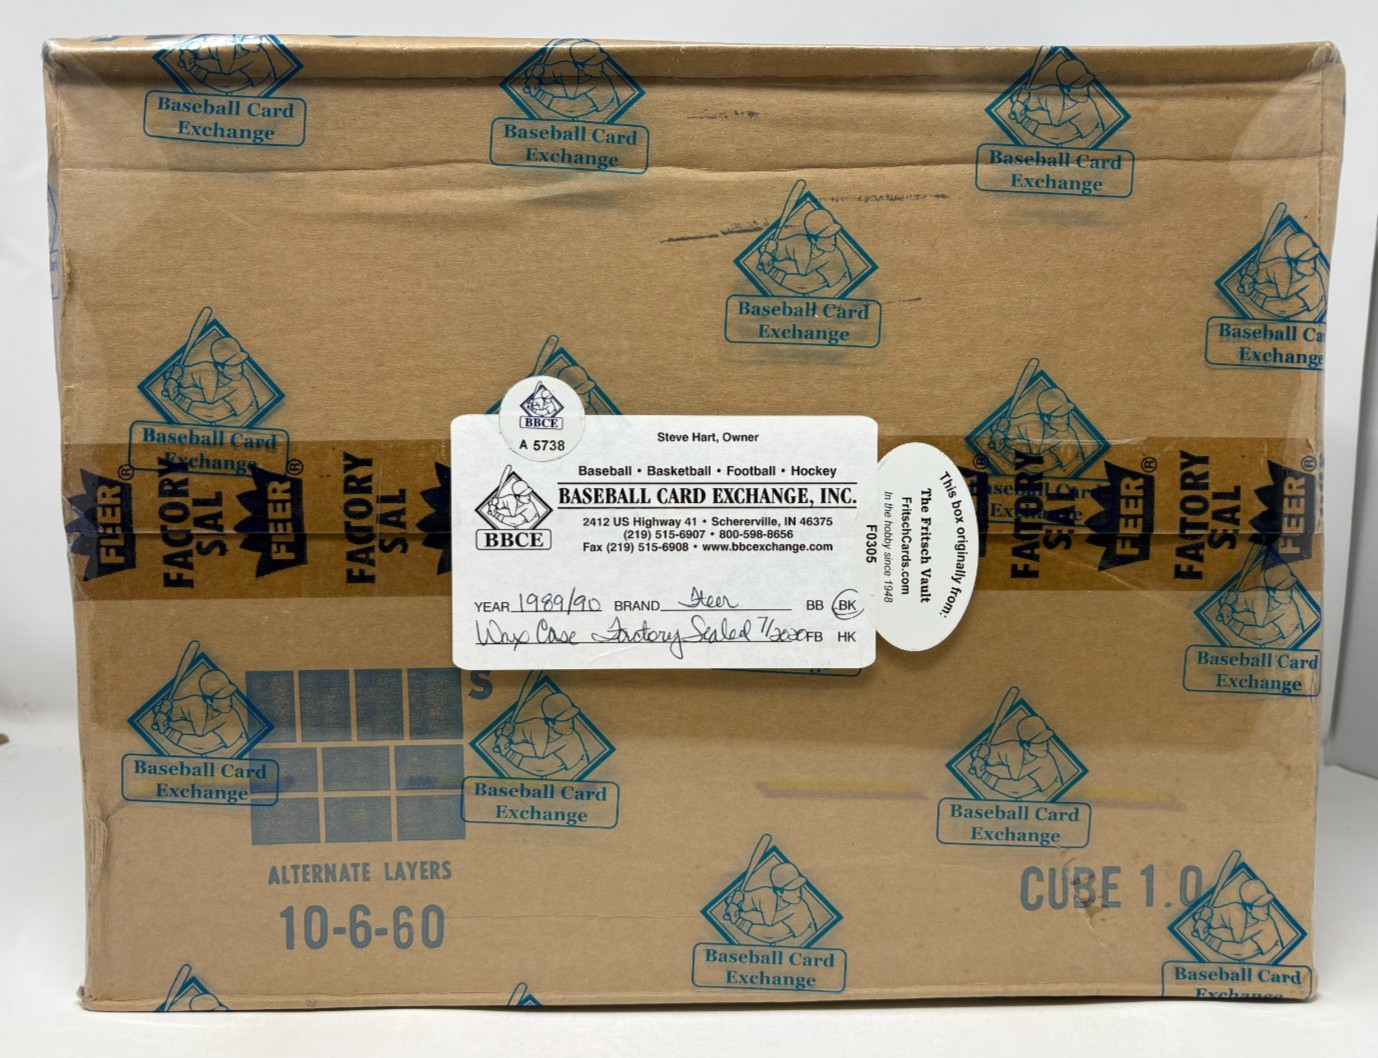 Baseball Card
Exchange
Baseball Card
Exchange
Baseball Card
Exchange
Baseball Card
Exchange
Baseball Ca
Exchange
Baseball Card
Exchange
FLEER®
FACTORY
SEAL
FLEER®
FACTORY
SEAL
BBCE
A 5738
Steve Hart, Owner
Baseball • Basketball • Football • Hockey
BASEBALL CARD EXCHANGE, INC.
BBCE
2412 US Highway 41 • Schererville, IN 46375
(219) 515-6907 • 800-598-8656
Fax (219) 515-6908 • www.bbcexchange.com
YEAR 1989/90 BRAND Fleer BB BK
Wax Case Factory Sealed 7/2020 FB HK
This box originally from:
The Fritsch Vault
FritschCards.com
In the hobby since 1948
F0305
FACTORY
SEAL
FLEER®
FACTORY
SEAL
FLEER®
Baseball Card
Exchange
S
Baseball Card
Exchange
Baseball Card
Exchange
Baseball Card
Exchange
ALTERNATE LAYERS
10-6-60
CUBE 1.0
Baseball Card
Exchange
Baseball Card
Exchange